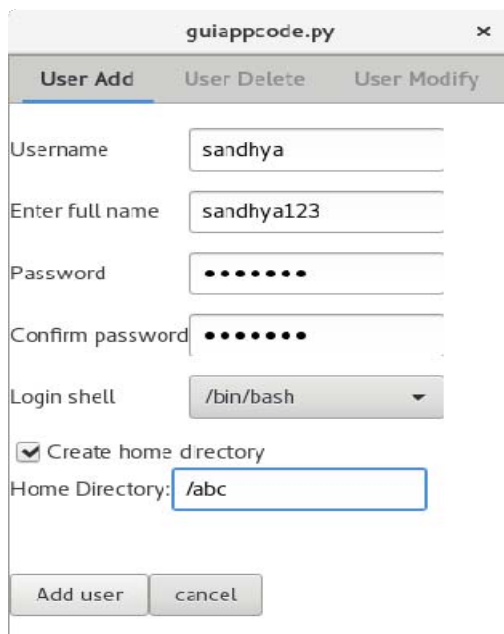 guiappcode.py ×
User Add User Delete User Modify
Username sandhya
Enter full name sandhya123
Password •••••••
Confirm password •••••••
Login shell /bin/bash
Create home directory
Home Directory: /abc
Add user cancel